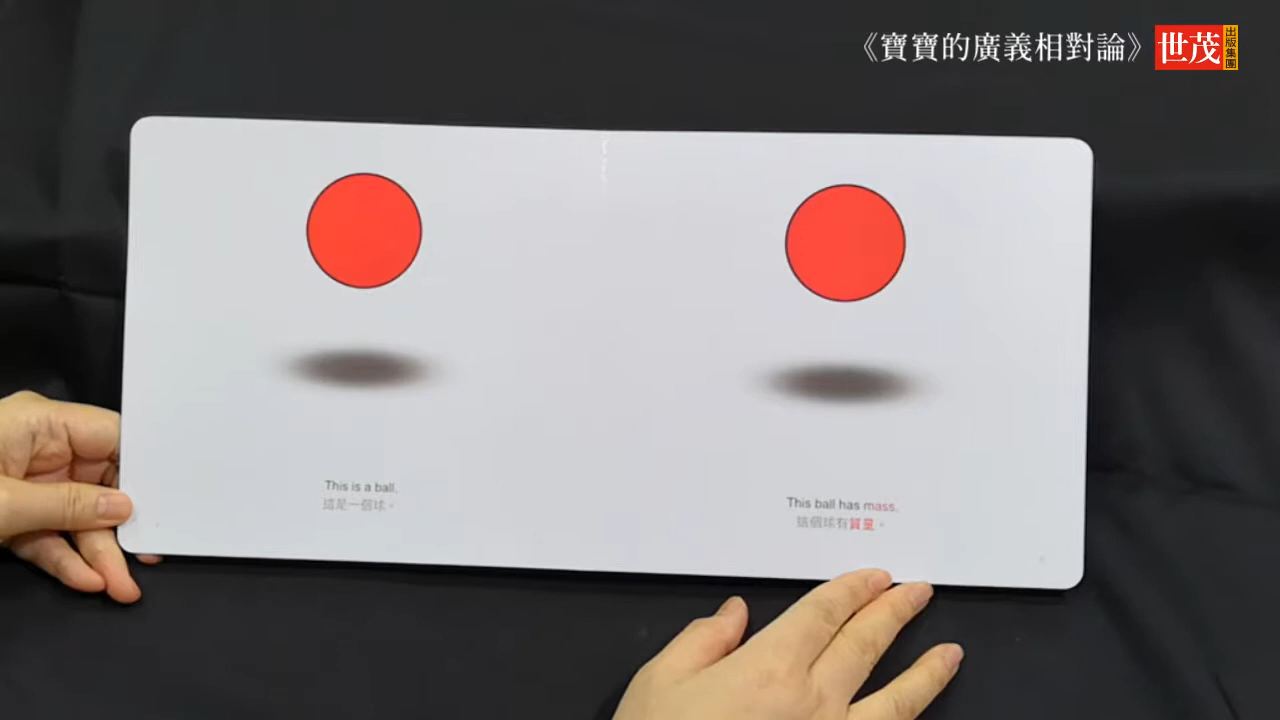 《寶寶的廣義相對論》
世茂
出版集團
This is a ball.
這是一個球。
This ball has mass.
這個球有質量。